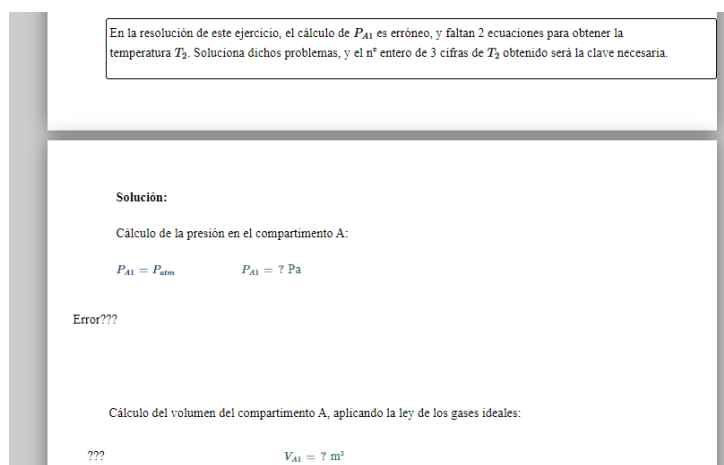 En la resolución de este ejercicio, el cálculo de P_A1 es erróneo, y faltan 2 ecuaciones para obtener la
temperatura T₂. Soluciona dichos problemas, y el nº entero de 3 cifras de T₂ obtenido será la clave necesaria.
Solución:
Cálculo de la presión en el compartimento A:
P_A1 = P_atm P_A1 = ? Pa
Error???
Cálculo del volumen del compartimento A, aplicando la ley de los gases ideales:
??? V_A1 = ? m³